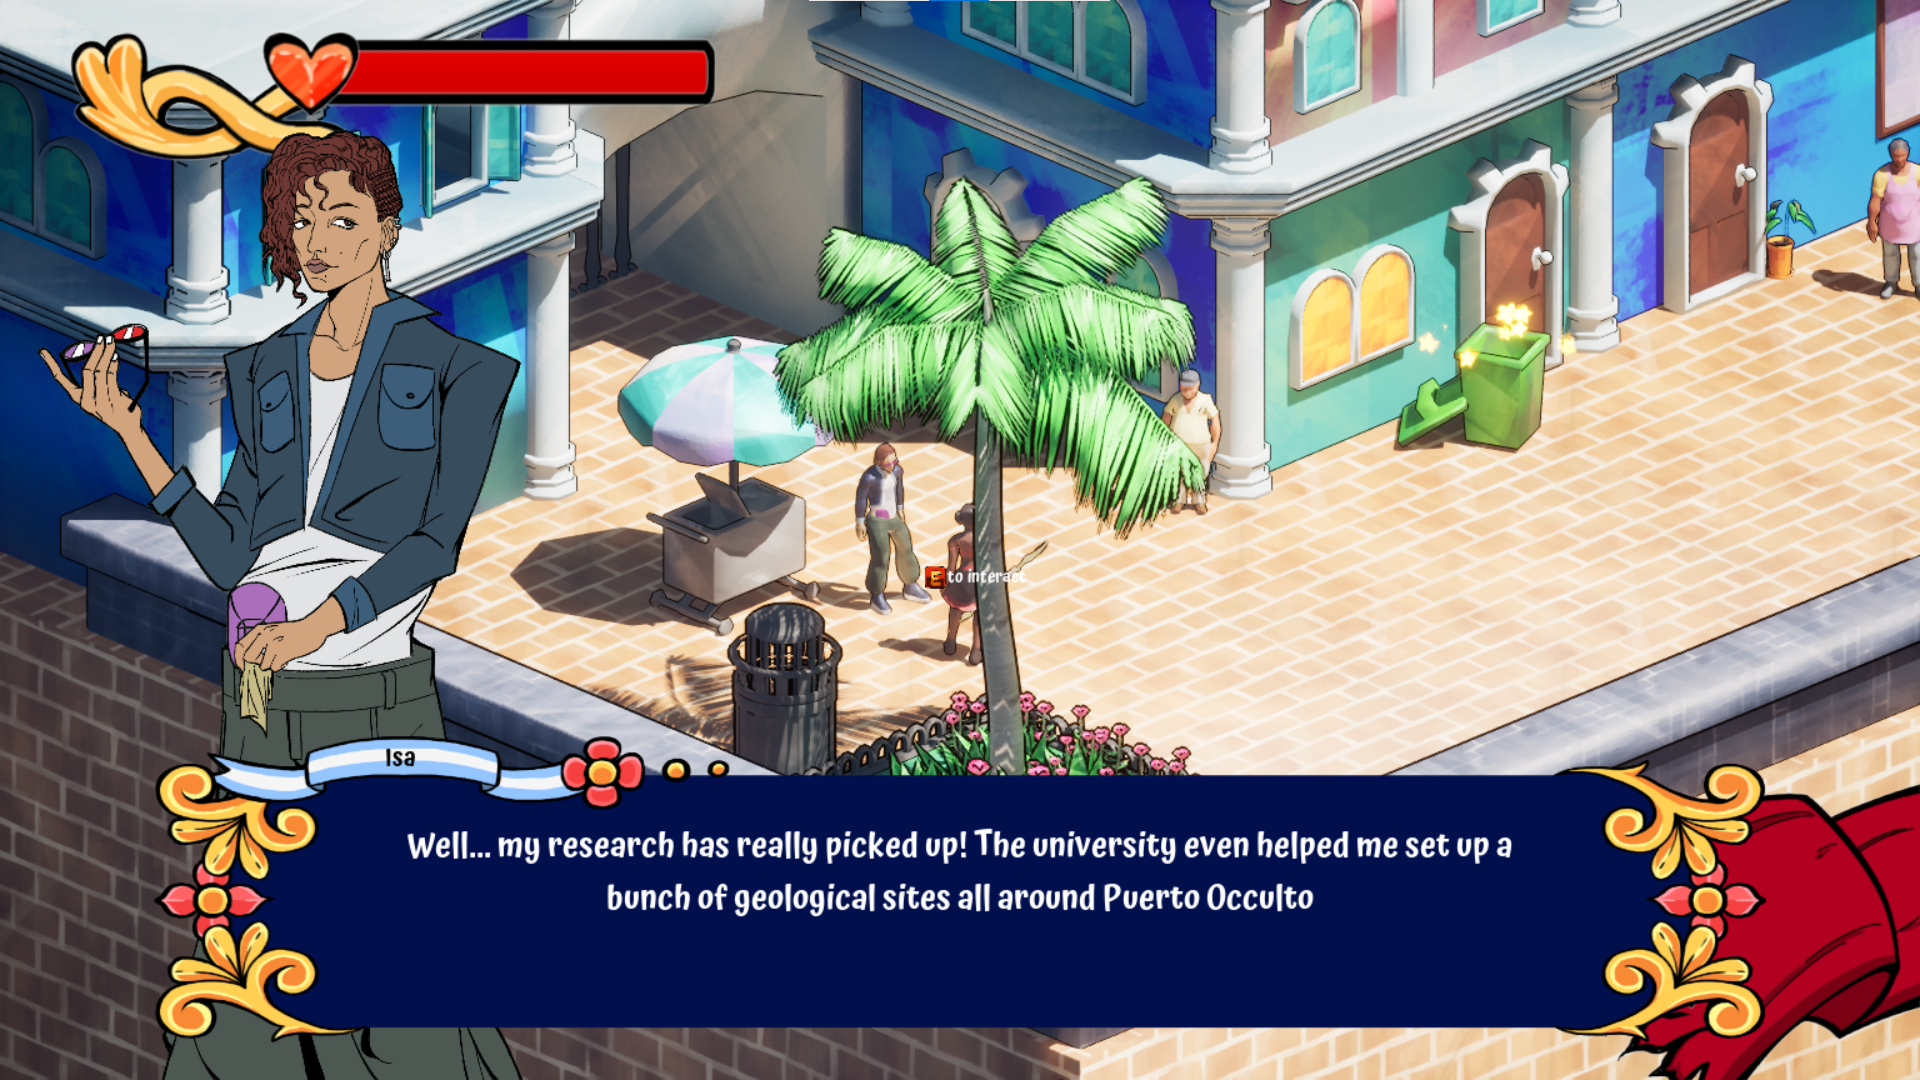 Isa
E to interact
Well... my research has really picked up! The university even helped me set up a
bunch of geological sites all around Puerto Occulto